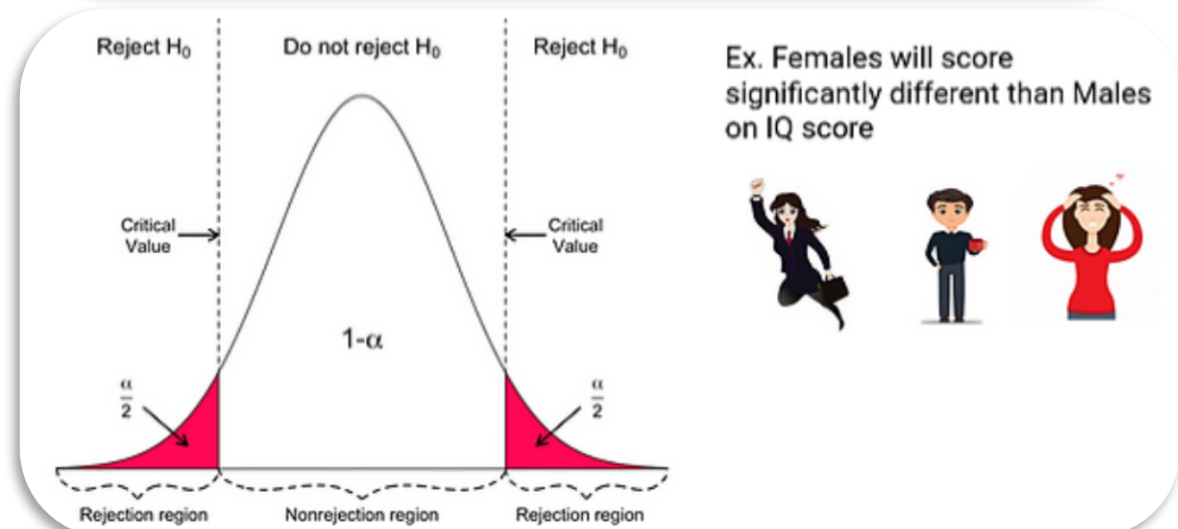 Reject H₀
Do not reject H₀
Reject H₀
Ex. Females will score
significantly different than Males
on IQ score
Critical
Value
Critical
Value
1-α
α
2
α
2
Rejection region
Nonrejection region
Rejection region